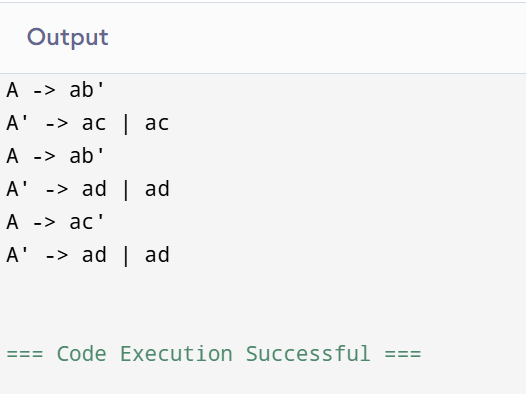 Output
A -> ab'
A' -> ac | ac
A -> ab'
A' -> ad | ad
A -> ac'
A' -> ad | ad
=== Code Execution Successful ===